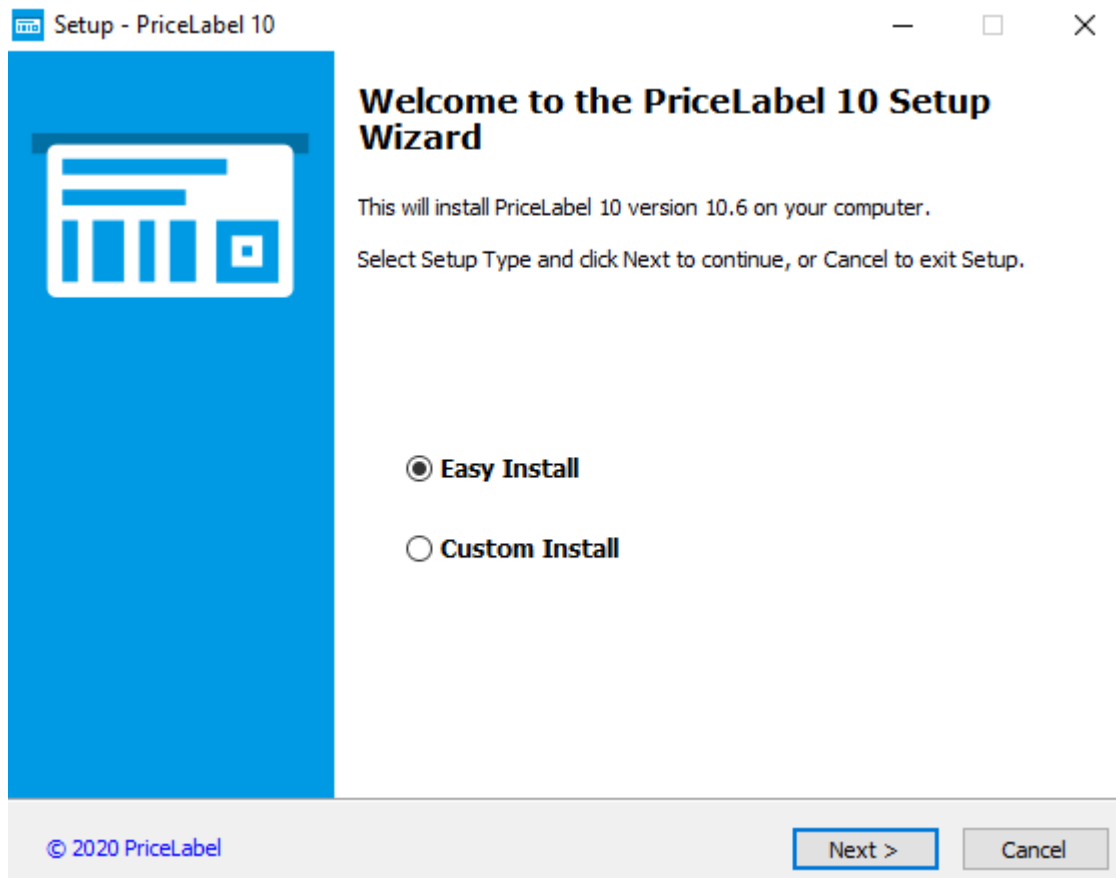 Setup - PriceLabel 10
Welcome to the PriceLabel 10 Setup
Wizard
This will install PriceLabel 10 version 10.6 on your computer.
Select Setup Type and click Next to continue, or Cancel to exit Setup.
Easy Install
Custom Install
© 2020 PriceLabel
Next >
Cancel